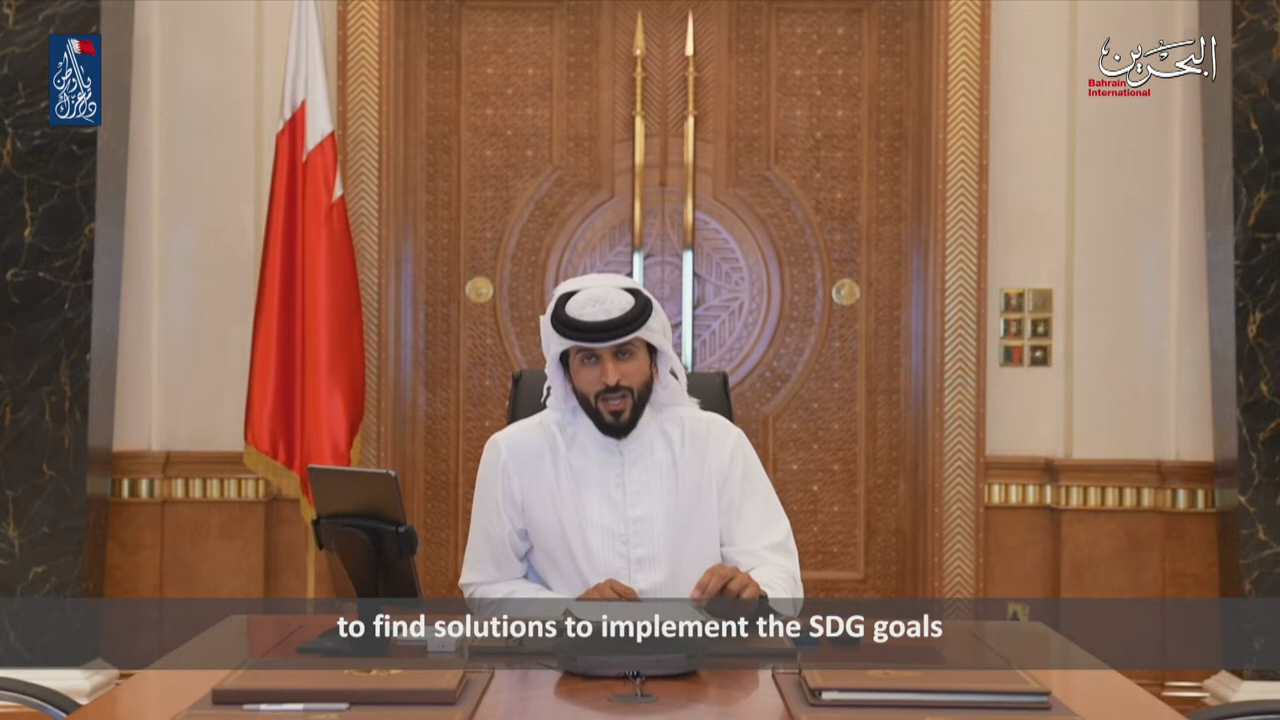 البحرين
Bahrain
International
to find solutions to implement the SDG goals